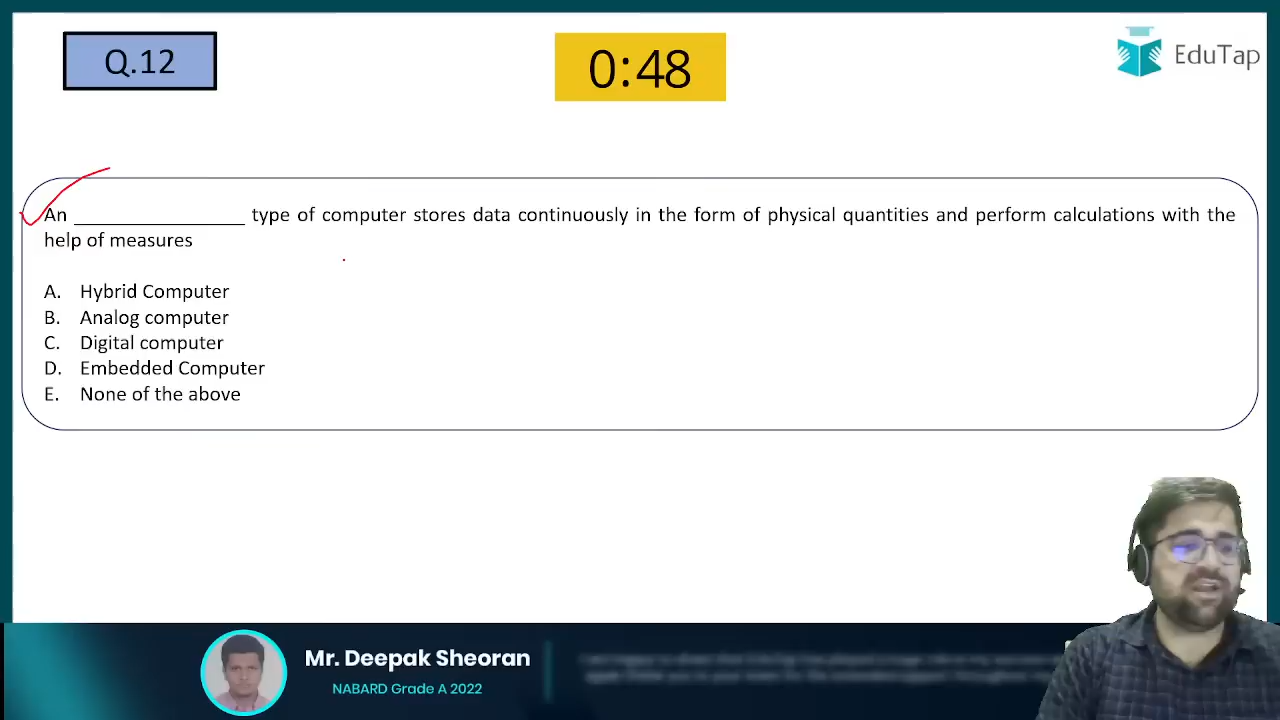 Q.12
0:48
EduTap
An ________________ type of computer stores data continuously in the form of physical quantities and perform calculations with the
help of measures
A. Hybrid Computer
B. Analog computer
C. Digital computer
D. Embedded Computer
E. None of the above
Mr. Deepak Sheoran
NABARD Grade A 2022